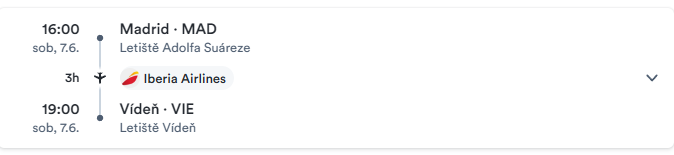 16:00 Madrid · MAD
sob, 7.6. Letiště Adolfa Suáreze
3h Iberia Airlines
19:00 Vídeň · VIE
sob, 7.6. Letiště Vídeň